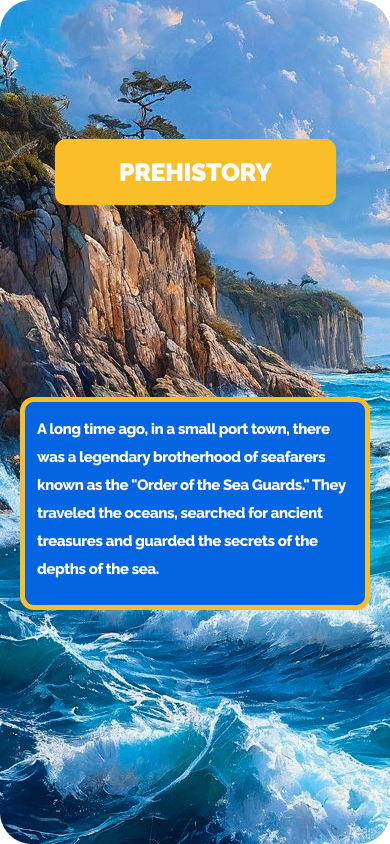 PREHISTORY
A long time ago, in a small port town, there
was a legendary brotherhood of seafarers
known as the "Order of the Sea Guards." They
traveled the oceans, searched for ancient
treasures and guarded the secrets of the
depths of the sea.